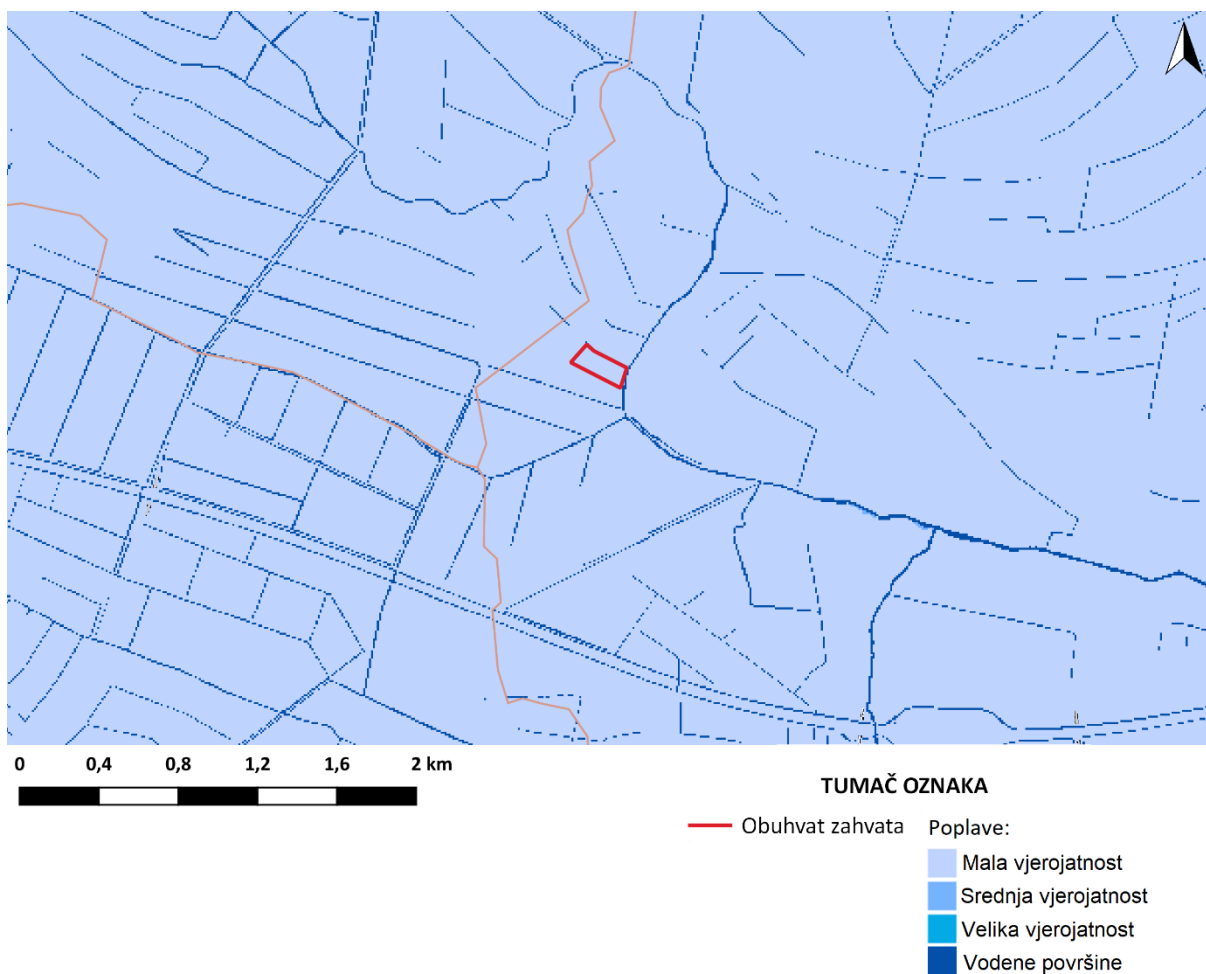 0 0,4 0,8 1,2 1,6 2 km
TUMAČ OZNAKA
Obuhvat zahvata
Poplave:
Mala vjerojatnost
Srednja vjerojatnost
Velika vjerojatnost
Vodene površine